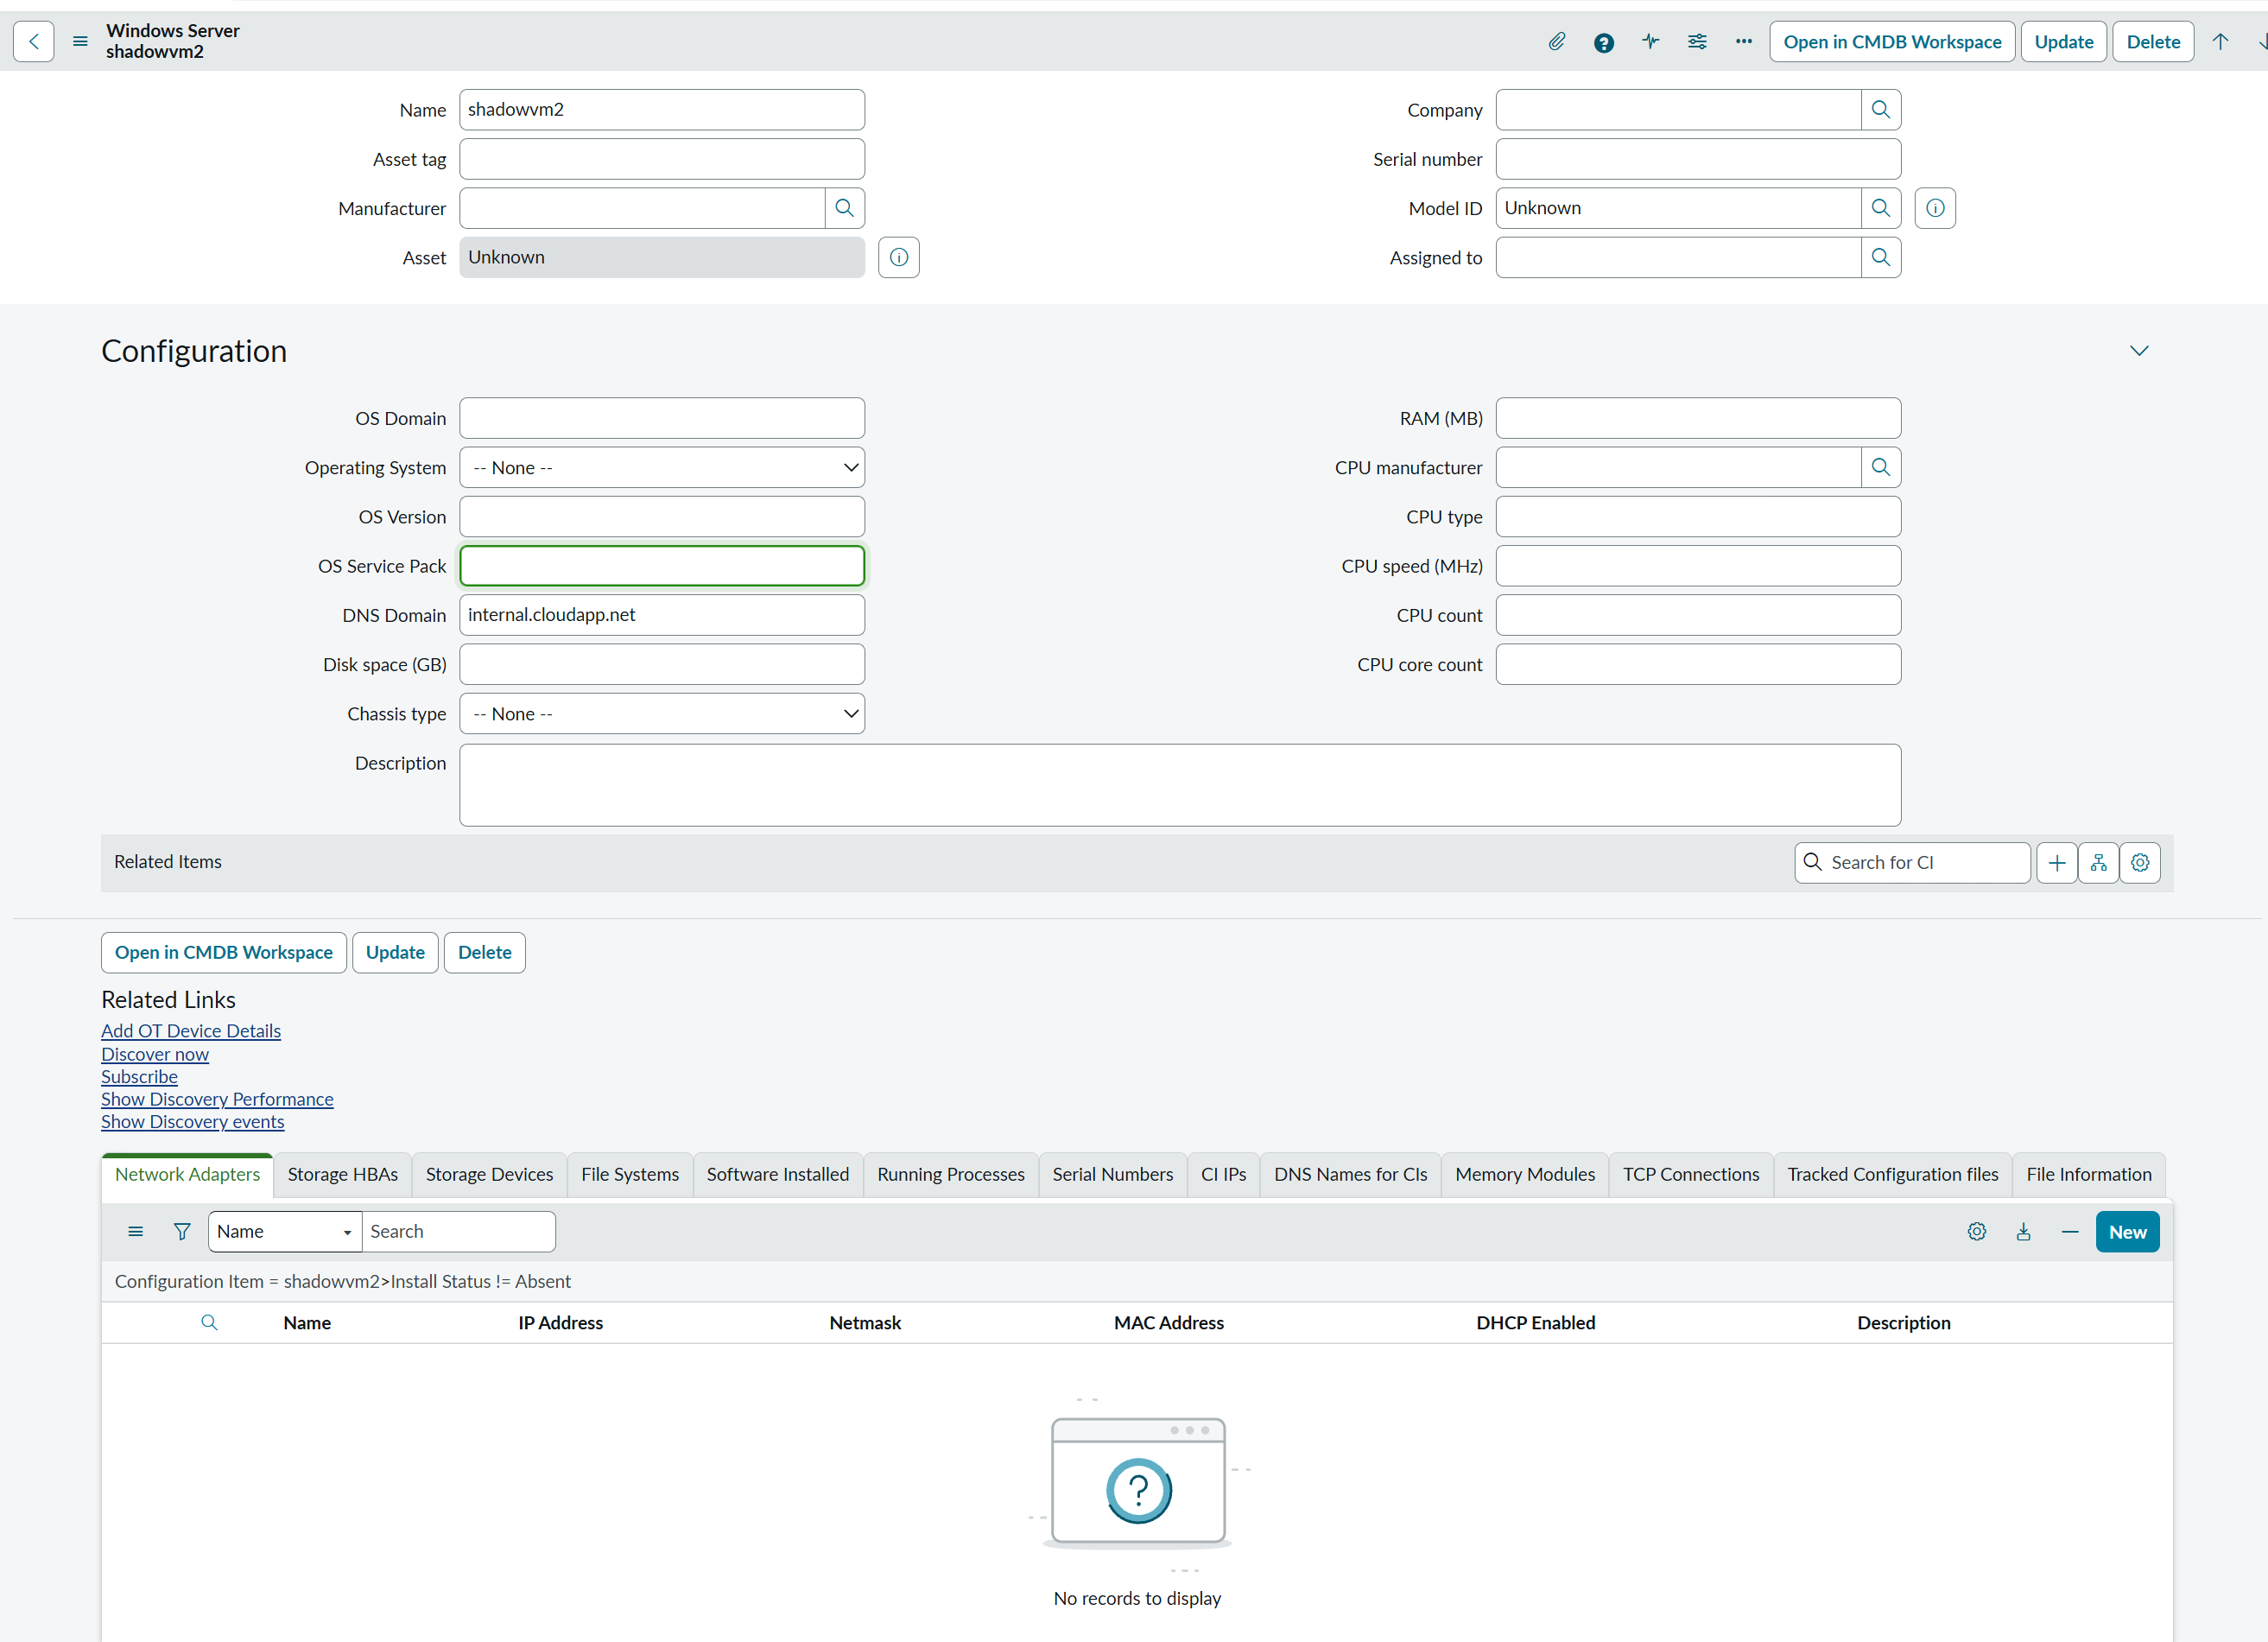 Windows Server
shadowvm2
Open in CMDB Workspace Update Delete
Name shadowvm2 Company
Asset tag Serial number
Manufacturer Model ID Unknown
Asset Unknown Assigned to
Configuration
OS Domain RAM (MB)
Operating System -- None -- CPU manufacturer
OS Version CPU type
OS Service Pack CPU speed (MHz)
DNS Domain internal.cloudapp.net CPU count
Disk space (GB) CPU core count
Chassis type -- None --
Description
Related Items Search for CI
Open in CMDB Workspace Update Delete
Related Links
Add OT Device Details
Discover now
Subscribe
Show Discovery Performance
Show Discovery events
Network Adapters Storage HBAs Storage Devices File Systems Software Installed Running Processes Serial Numbers CI IPs DNS Names for CIs Memory Modules TCP Connections Tracked Configuration files File Information
Name Search New
Configuration Item = shadowvm2>Install Status != Absent
Name IP Address Netmask MAC Address DHCP Enabled Description
?
No records to display